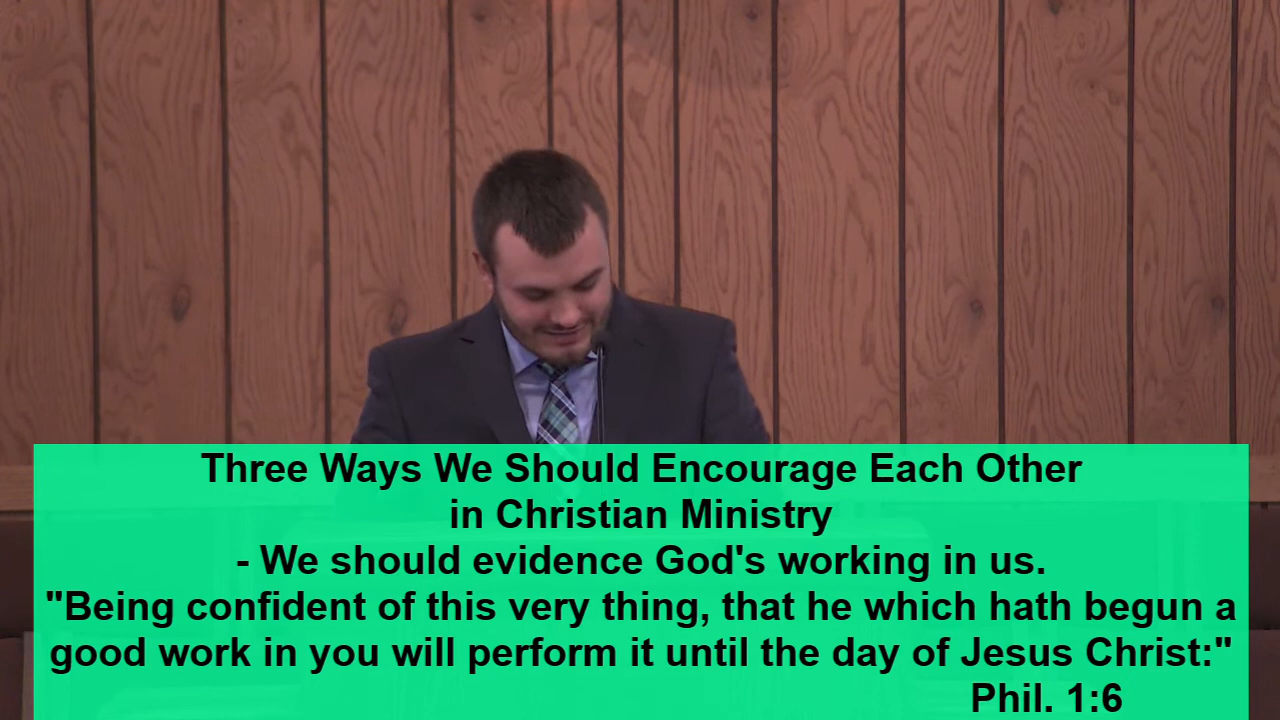 Three Ways We Should Encourage Each Other
in Christian Ministry
- We should evidence God's working in us.
"Being confident of this very thing, that he which hath begun a
good work in you will perform it until the day of Jesus Christ:"
Phil. 1:6